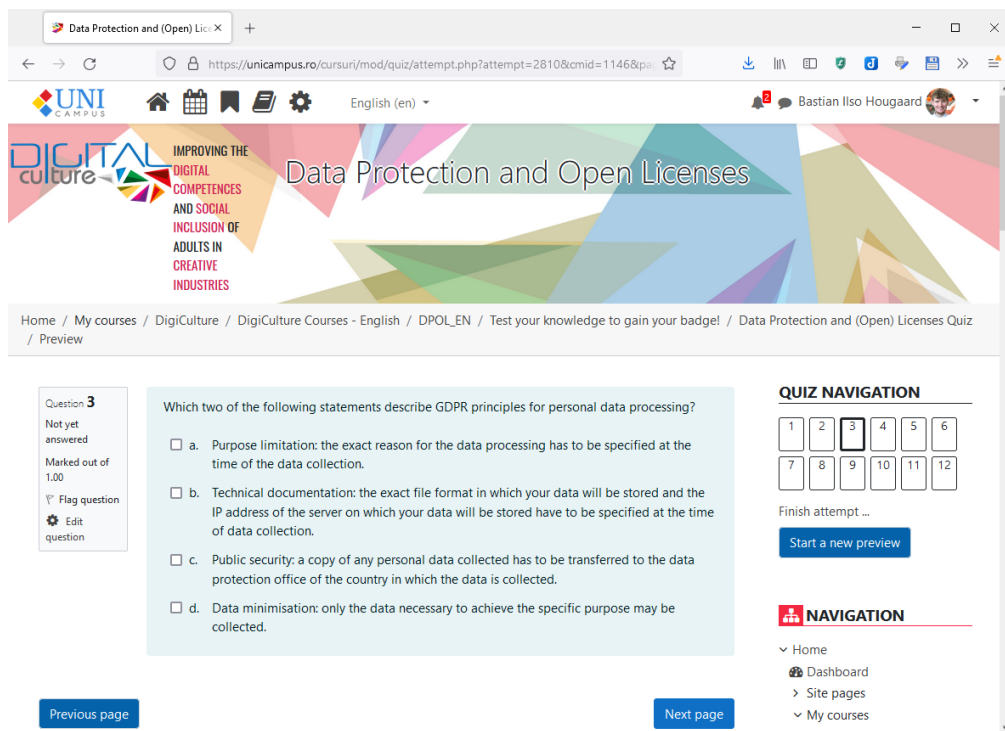 Data Protection and (Open) Lice
https://unicampus.ro/cursuri/mod/quiz/attempt.php?attempt=2810&cmid=1146&pa
UNI
CAMPUS
English (en)
2
Bastian Ilso Hougaard
DIGITAL
culture
IMPROVING THE
DIGITAL
COMPETENCES
AND SOCIAL
INCLUSION OF
ADULTS IN
CREATIVE
INDUSTRIES
Data Protection and Open Licenses
Home / My courses / DigiCulture / DigiCulture Courses - English / DPOL_EN / Test your knowledge to gain your badge! / Data Protection and (Open) Licenses Quiz
/ Preview
Question 3
Not yet
answered
Marked out of
1.00
Flag question
Edit
question
Which two of the following statements describe GDPR principles for personal data processing?
a. Purpose limitation: the exact reason for the data processing has to be specified at the
time of the data collection.
b. Technical documentation: the exact file format in which your data will be stored and the
IP address of the server on which your data will be stored have to be specified at the time
of data collection.
c. Public security: a copy of any personal data collected has to be transferred to the data
protection office of the country in which the data is collected.
d. Data minimisation: only the data necessary to achieve the specific purpose may be
collected.
Previous page
Next page
QUIZ NAVIGATION
1 2 3 4 5 6
7 8 9 10 11 12
Finish attempt ...
Start a new preview
NAVIGATION
Home
Dashboard
Site pages
My courses